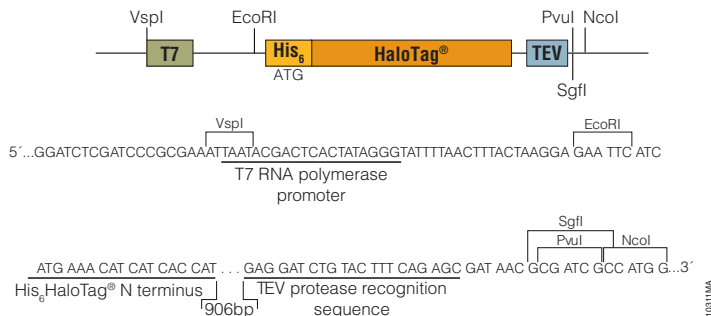 VspI EcoRI PvuI NcoI
T7 His6 HaloTag® TEV
ATG
SgfI
VspI EcoRI
5´...GGATCTCGATCCCGCGAAATTAATACGACTCACTATAGGGTATTTTAACTTTACTAAGGA GAA TTC ATC
T7 RNA polymerase
promoter
SgfI
PvuI NcoI
ATG AAA CAT CAT CAC CAT . . . GAG GAT CTG TAC TTT CAG AGC GAT AAC GCG ATC GCC ATG G...3´
His6HaloTag® N terminus TEV protease recognition
906bp sequence
10311MA